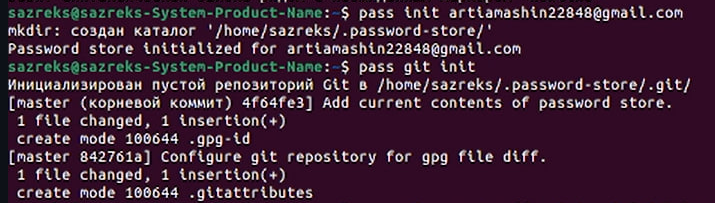 sazreks@sazreks-System-Product-Name:~$ pass init artiamashin22848@gmail.com
mkdir: создан каталог '/home/sazreks/.password-store/'
Password store initialized for artiamashin22848@gmail.com
sazreks@sazreks-System-Product-Name:~$ pass git init
Инициализирован пустой репозиторий Git в /home/sazreks/.password-store/.git/
[master (корневой коммит) 4f64fe3] Add current contents of password store.
 1 file changed, 1 insertion(+)
 create mode 100644 .gpg-id
[master 842761a] Configure git repository for gpg file diff.
 1 file changed, 1 insertion(+)
 create mode 100644 .gitattributes